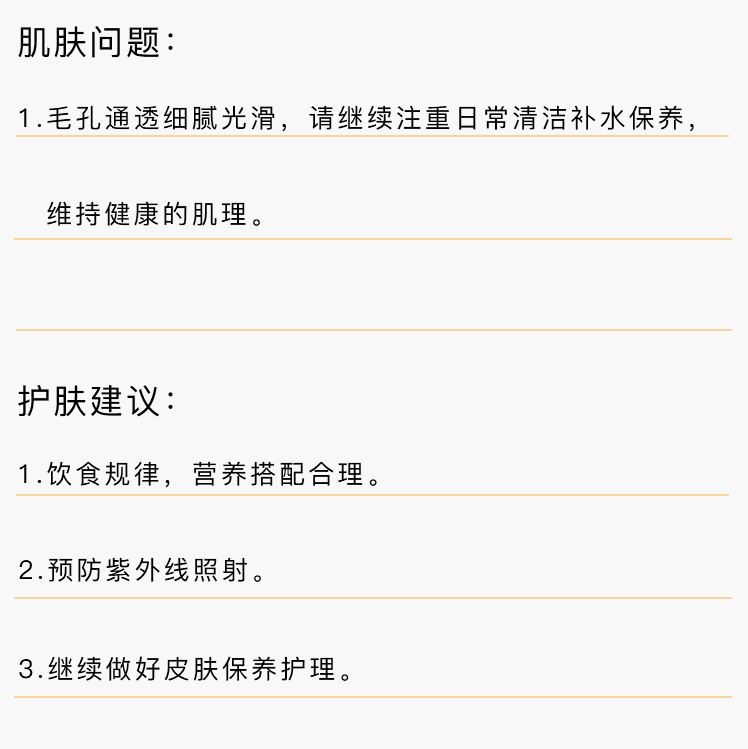 肌肤问题：
1.毛孔通透细腻光滑，请继续注重日常清洁补水保养，
维持健康的肌理。
护肤建议：
1.饮食规律，营养搭配合理。
2.预防紫外线照射。
3.继续做好皮肤保养护理。